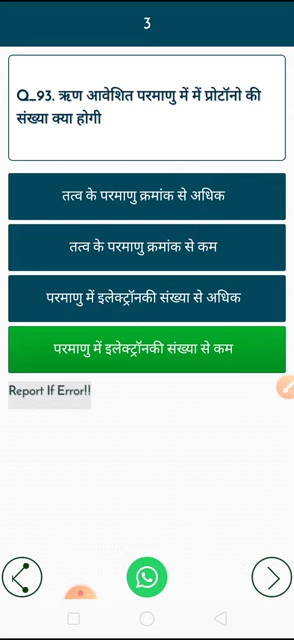 3
Q_93. ऋण आवेशित परमाणु में में प्रोटॉनो की
संख्या क्या होगी
तत्व के परमाणु क्रमांक से अधिक
तत्व के परमाणु क्रमांक से कम
परमाणु में इलेक्ट्रॉनकी संख्या से अधिक
परमाणु में इलेक्ट्रॉनकी संख्या से कम
Report If Error!!